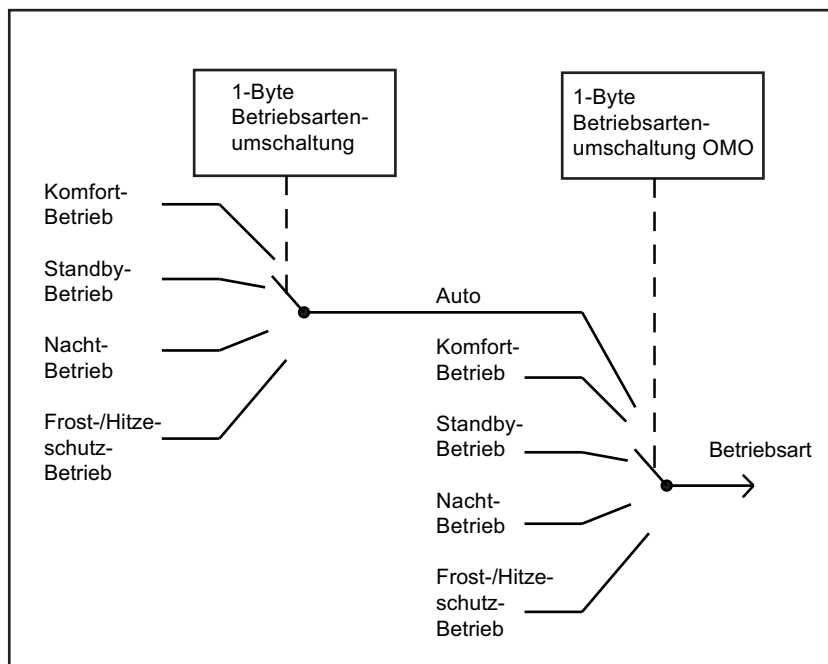 1-Byte
Betriebsarten-
umschaltung
1-Byte
Betriebsarten-
umschaltung OMO
Komfort-
Betrieb
Standby-
Betrieb
Nacht-
Betrieb
Frost-/Hitze-
schutz-
Betrieb
Auto
Komfort-
Betrieb
Standby-
Betrieb
Nacht-
Betrieb
Frost-/Hitze-
schutz-
Betrieb
Betriebsart